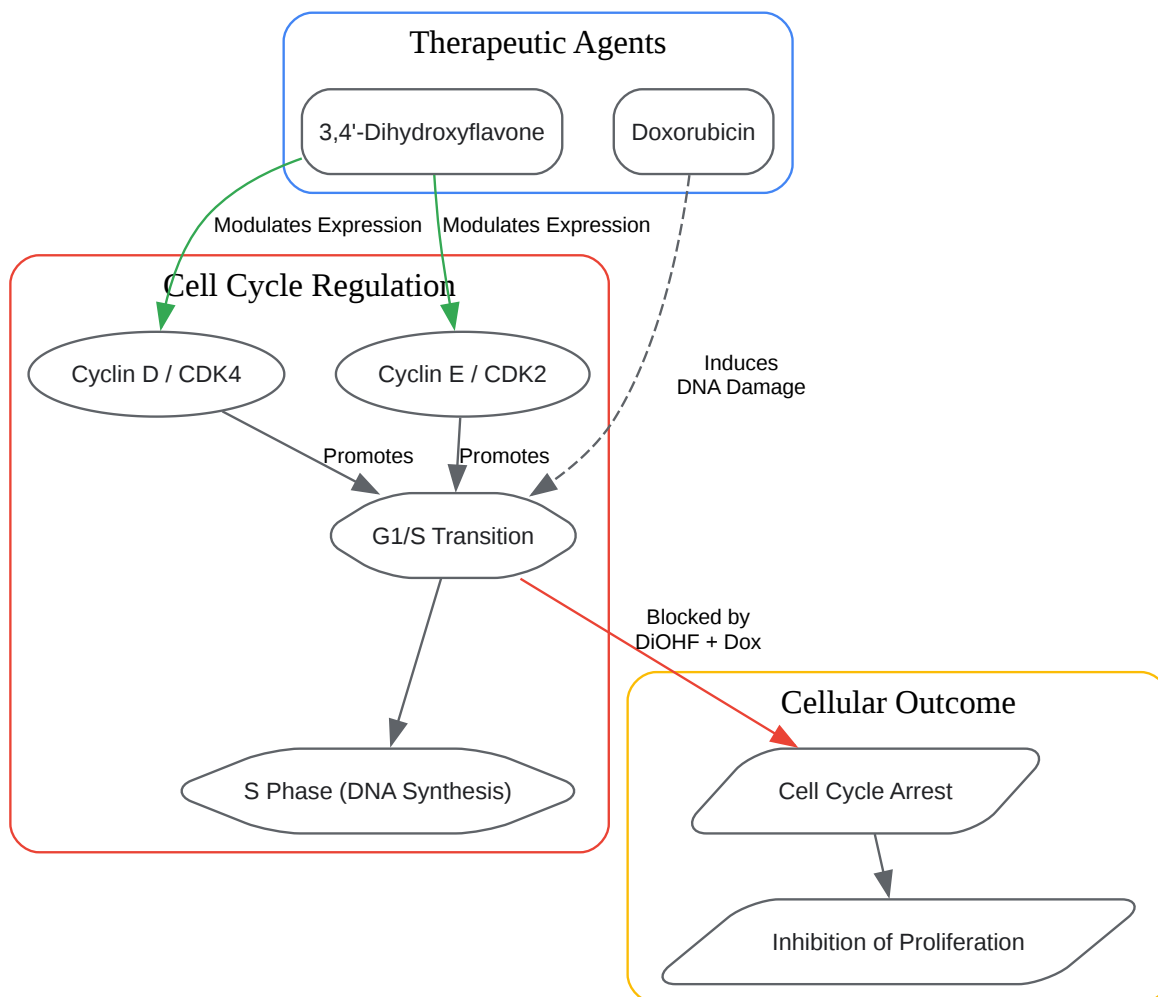 Therapeutic Agents
3,4'-Dihydroxyflavone
Doxorubicin
Modulates Expression
Modulates Expression
Cell Cycle Regulation
Cyclin D / CDK4
Cyclin E / CDK2
Induces
DNA Damage
Promotes
Promotes
G1/S Transition
Blocked by
DiOHF + Dox
Cellular Outcome
S Phase (DNA Synthesis)
Cell Cycle Arrest
Inhibition of Proliferation